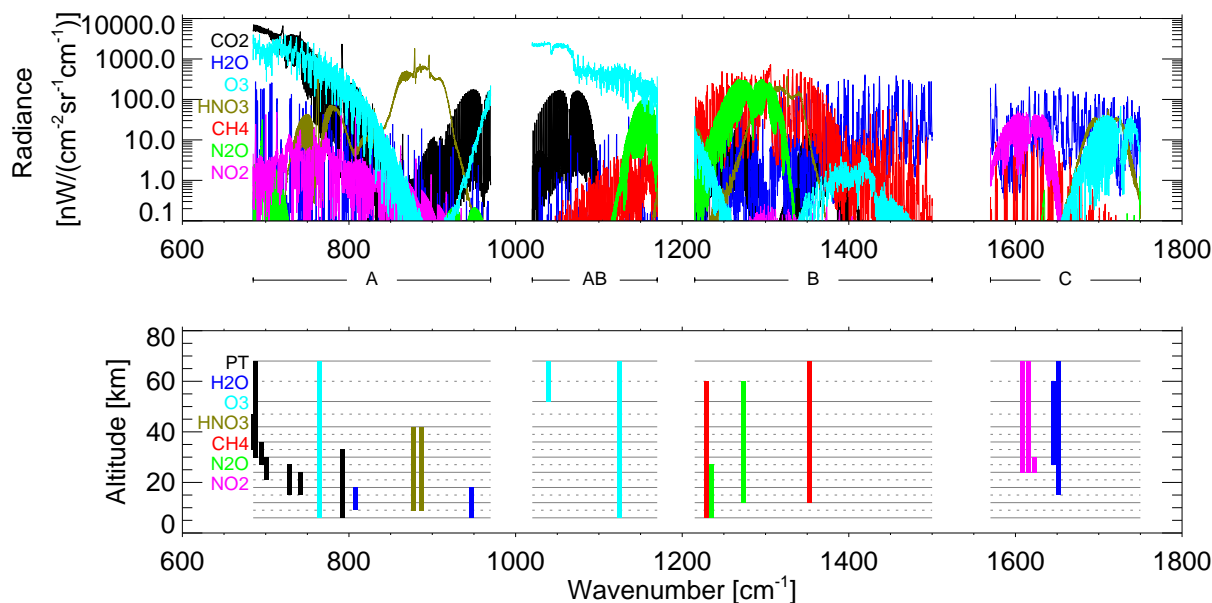 Radiance
[nW/(cm-2sr-1cm-1)]
10000.0
1000.0
100.0
10.0
1.0
0.1
CO2
H2O
O3
HNO3
CH4
N2O
NO2
600 800 1000 1200 1400 1600 1800
A AB B C
Altitude [km]
80
60
40
20
0
PT
H2O
O3
HNO3
CH4
N2O
NO2
600 800 1000 1200 1400 1600 1800
Wavenumber [cm-1]